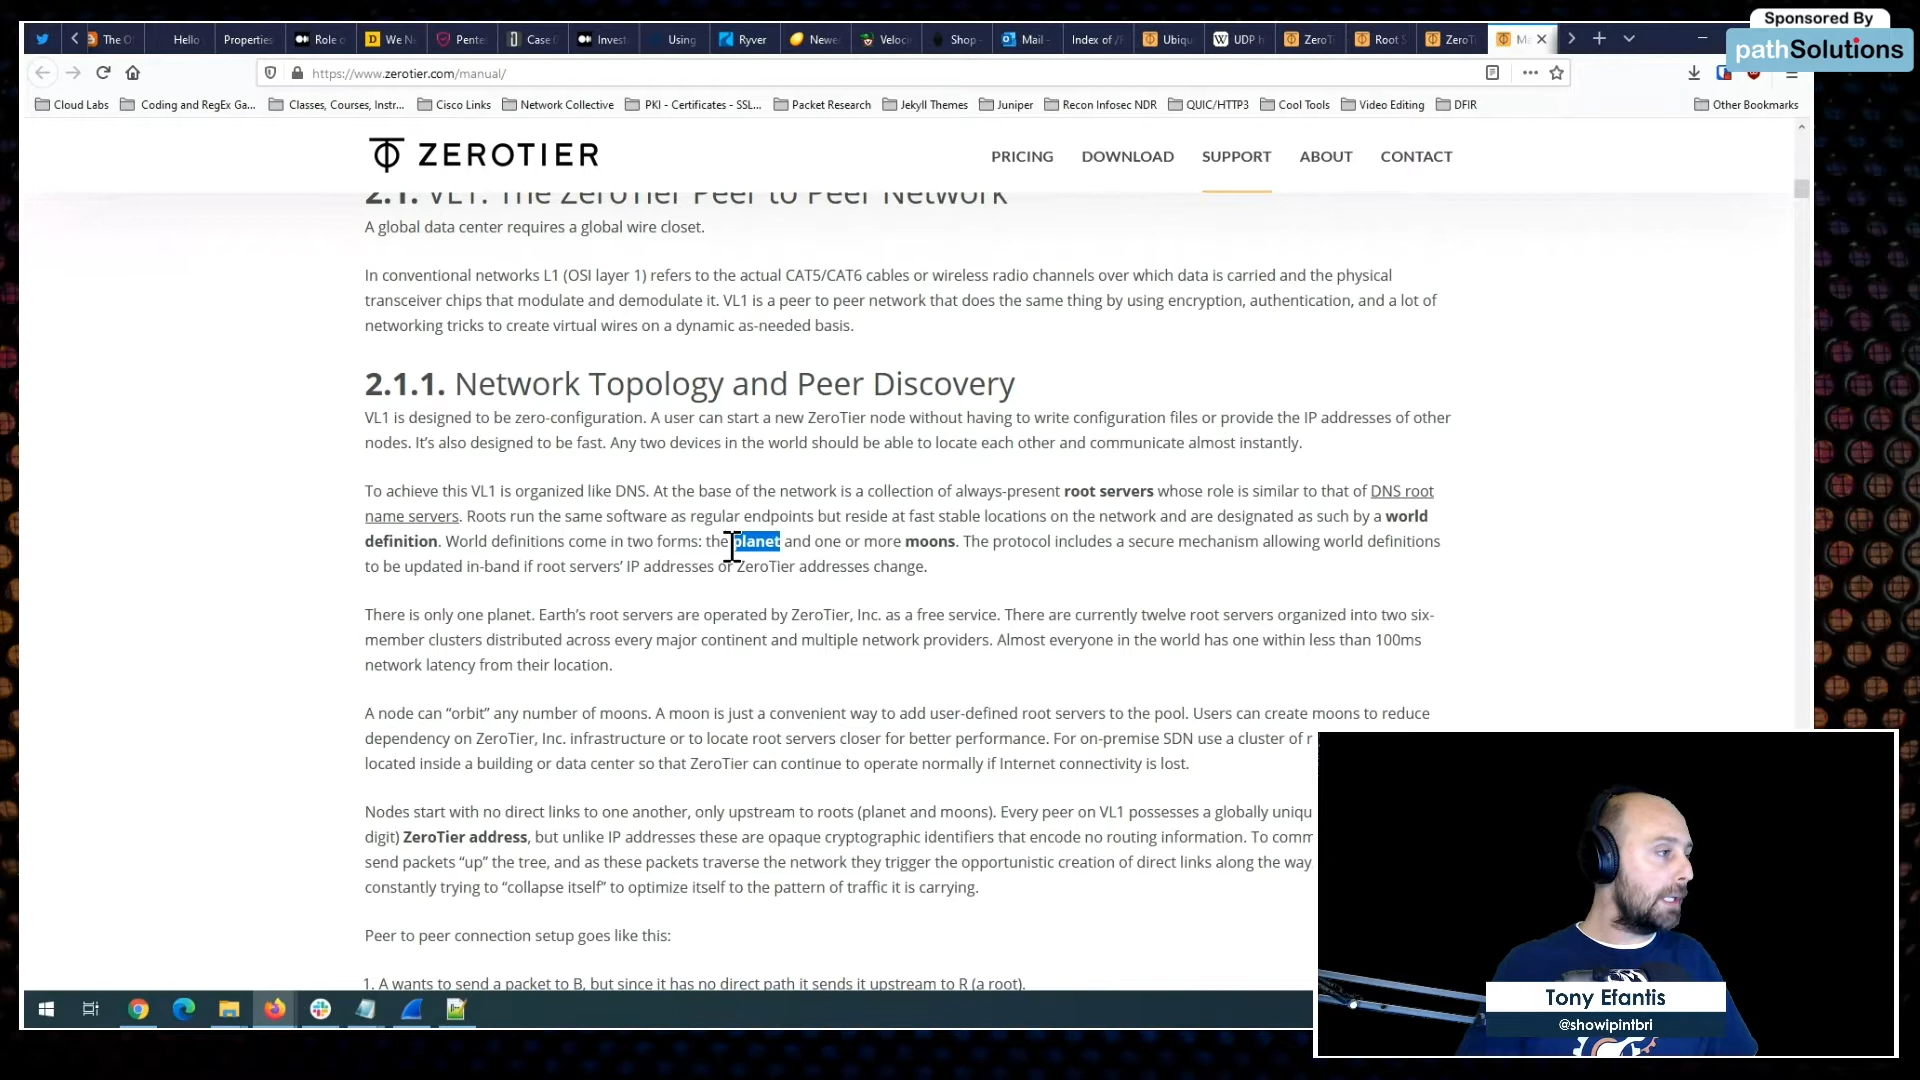 Sponsored By
pathSolutions
The O
Hello
Properties
Role o
We N
Pente
Case D
Invest
Using
Ryver
Newe
Veloci
Shop -
Mail -
Index of /
Ubiqu
UDP h
ZeroT
Root S
ZeroTi
https://www.zerotier.com/manual/
Cloud Labs
Coding and RegEx Ga...
Classes, Courses, Instr...
Cisco Links
Network Collective
PKI - Certificates - SSL...
Packet Research
Jekyll Themes
Juniper
Recon Infosec NDR
QUIC/HTTP3
Cool Tools
Video Editing
DFIR
Other Bookmarks
ZEROTIER
PRICING
DOWNLOAD
SUPPORT
ABOUT
CONTACT
2.1. VL1: The ZeroTier Peer to Peer Network
A global data center requires a global wire closet.
In conventional networks L1 (OSI layer 1) refers to the actual CAT5/CAT6 cables or wireless radio channels over which data is carried and the physical
transceiver chips that modulate and demodulate it. VL1 is a peer to peer network that does the same thing by using encryption, authentication, and a lot of
networking tricks to create virtual wires on a dynamic as-needed basis.
2.1.1. Network Topology and Peer Discovery
VL1 is designed to be zero-configuration. A user can start a new ZeroTier node without having to write configuration files or provide the IP addresses of other
nodes. It's also designed to be fast. Any two devices in the world should be able to locate each other and communicate almost instantly.
To achieve this VL1 is organized like DNS. At the base of the network is a collection of always-present root servers whose role is similar to that of DNS root
name servers. Roots run the same software as regular endpoints but reside at fast stable locations on the network and are designated as such by a world
definition. World definitions come in two forms: the planet and one or more moons. The protocol includes a secure mechanism allowing world definitions
to be updated in-band if root servers' IP addresses or ZeroTier addresses change.
There is only one planet. Earth's root servers are operated by ZeroTier, Inc. as a free service. There are currently twelve root servers organized into two six-
member clusters distributed across every major continent and multiple network providers. Almost everyone in the world has one within less than 100ms
network latency from their location.
A node can “orbit” any number of moons. A moon is just a convenient way to add user-defined root servers to the pool. Users can create moons to reduce
dependency on ZeroTier, Inc. infrastructure or to locate root servers closer for better performance. For on-premise SDN use a cluster of r
located inside a building or data center so that ZeroTier can continue to operate normally if Internet connectivity is lost.
Nodes start with no direct links to one another, only upstream to roots (planet and moons). Every peer on VL1 possesses a globally uniqu
digit) ZeroTier address, but unlike IP addresses these are opaque cryptographic identifiers that encode no routing information. To comm
send packets “up” the tree, and as these packets traverse the network they trigger the opportunistic creation of direct links along the way
constantly trying to “collapse itself” to optimize itself to the pattern of traffic it is carrying.
Peer to peer connection setup goes like this:
1. A wants to send a packet to B, but since it has no direct path it sends it upstream to R (a root).
Tony Efantis
@showipintbri